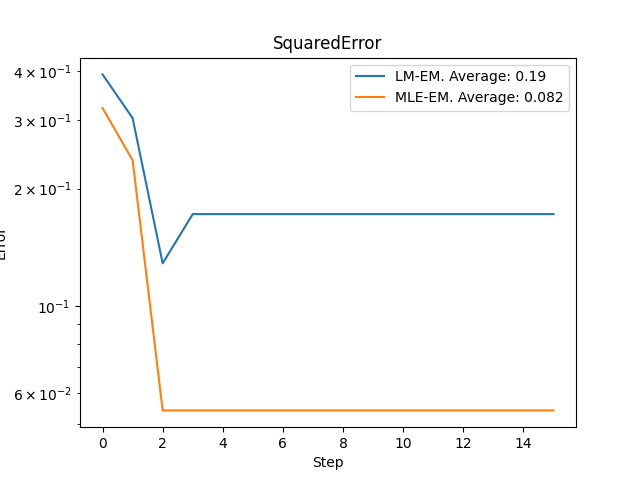 SquaredError
LM-EM. Average: 0.19
MLE-EM. Average: 0.082
4 × 10⁻¹
3 × 10⁻¹
2 × 10⁻¹
10⁻¹
6 × 10⁻²
Error
0 2 4 6 8 10 12 14
Step